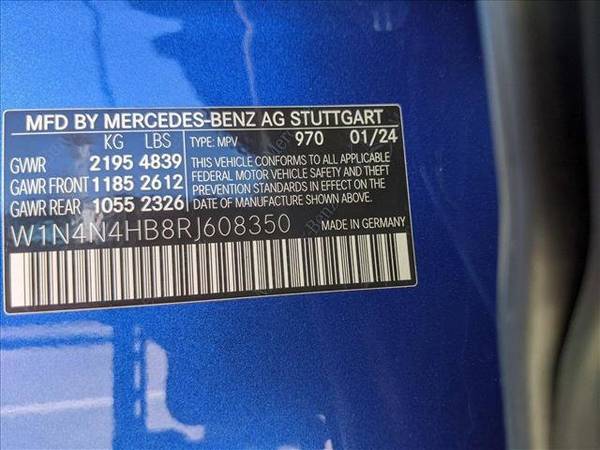 MFD BY MERCEDES-BENZ AG STUTTGART
KG LBS TYPE: MPV 970 01/24
GVWR 2195 4839
GAWR FRONT 1185 2612
GAWR REAR 1055 2326
THIS VEHICLE CONFORMS TO ALL APPLICABLE
FEDERAL MOTOR VEHICLE SAFETY AND THEFT
PREVENTION STANDARDS IN EFFECT ON THE
DATE OF MANUFACTURE SHOWN ABOVE.
W1N4N4HB8RJ608350 MADE IN GERMANY